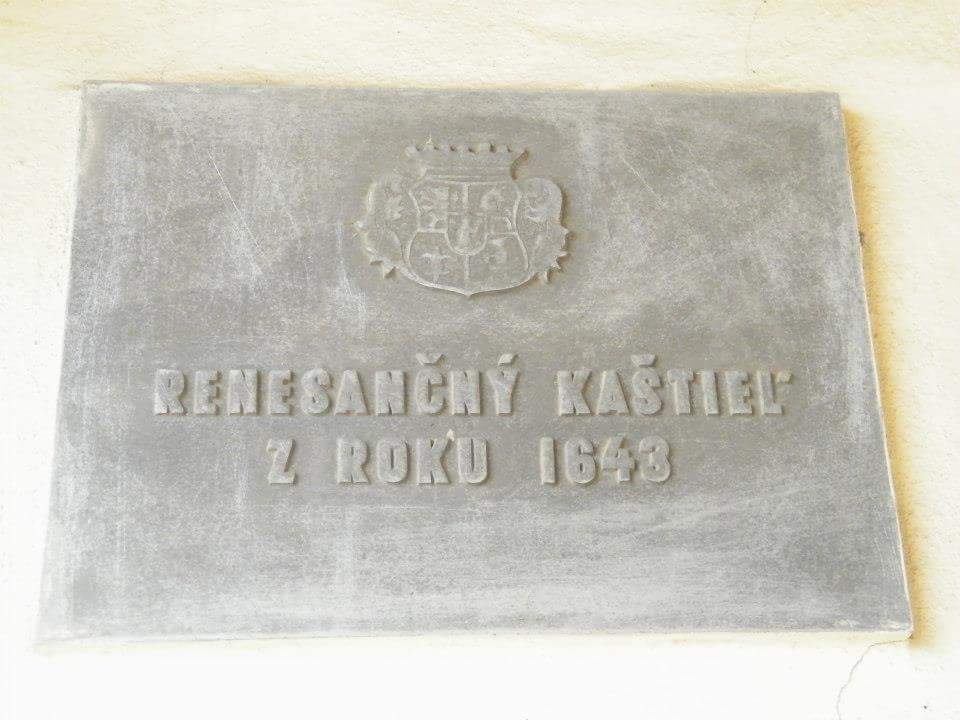 RENESANČNÝ KAŠTIEĽ
Z ROKU 1643